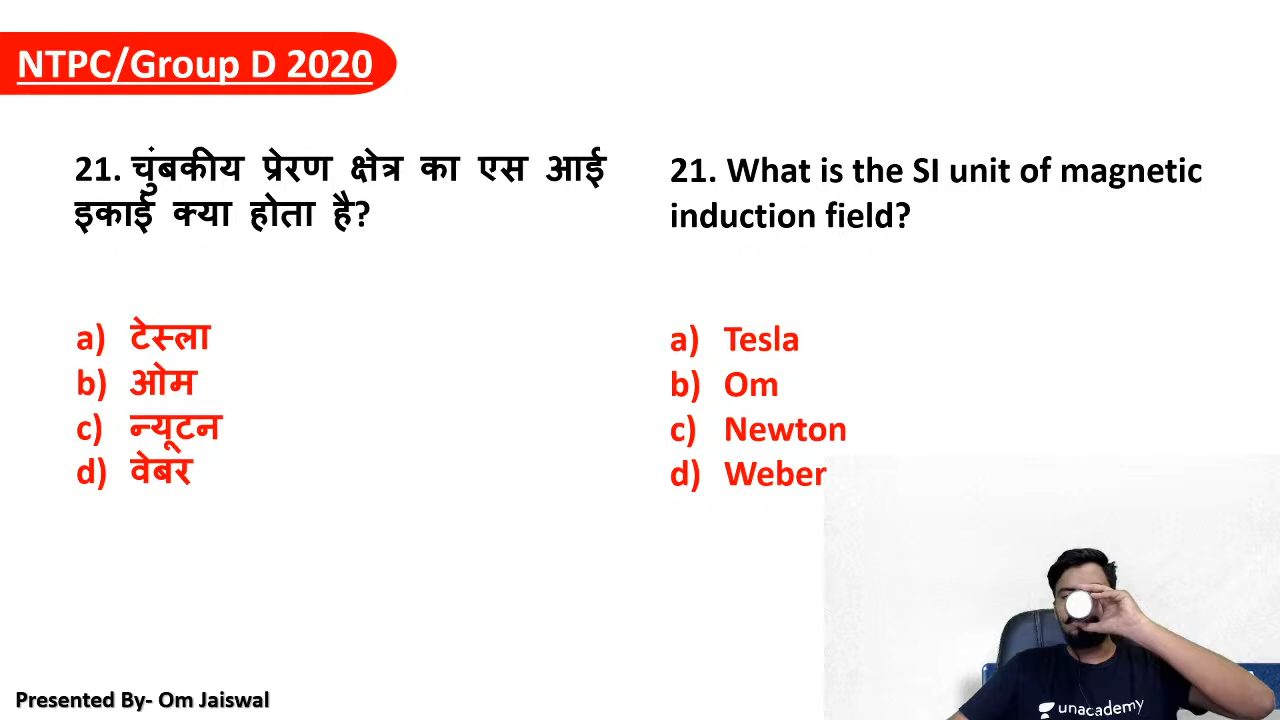 NTPC/Group D 2020
21. चुंबकीय प्रेरण क्षेत्र का एस आई
इकाई क्या होता है?
a) टेस्ला
b) ओम
c) न्यूटन
d) वेबर
21. What is the SI unit of magnetic
induction field?
a) Tesla
b) Om
c) Newton
d) Weber
unacademy
Presented By- Om Jaiswal